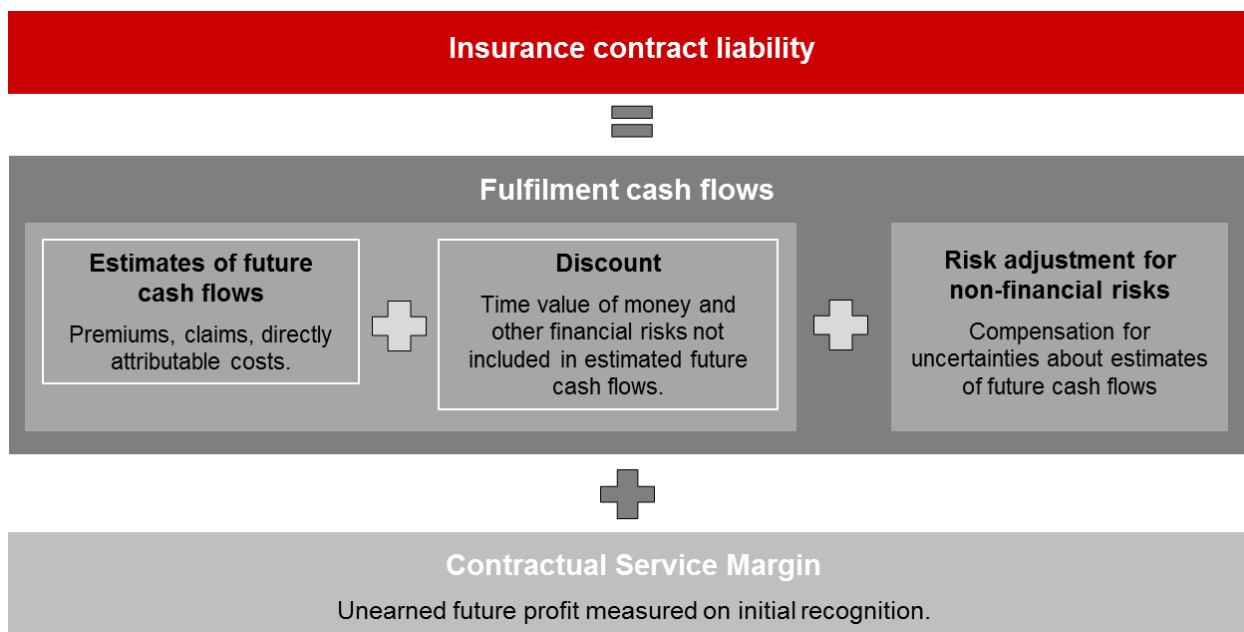 Insurance contract liability
Fulfilment cash flows
Estimates of future
cash flows
Premiums, claims, directly
attributable costs.
Discount
Time value of money and
other financial risks not
included in estimated future
cash flows.
Risk adjustment for
non-financial risks
Compensation for
uncertainties about estimates
of future cash flows
Contractual Service Margin
Unearned future profit measured on initial recognition.